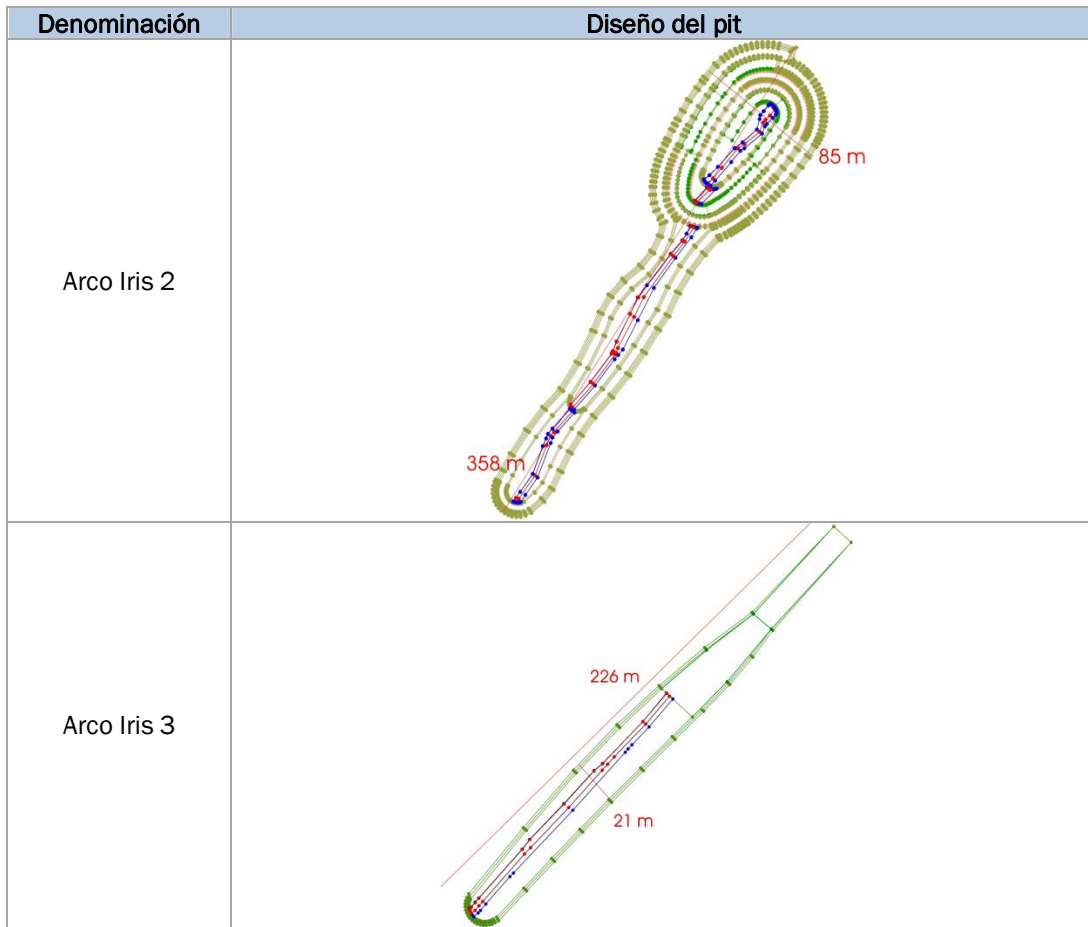 Denominación Diseño del pit
85 m
Arco Iris 2
358 m
226 m
Arco Iris 3
21 m